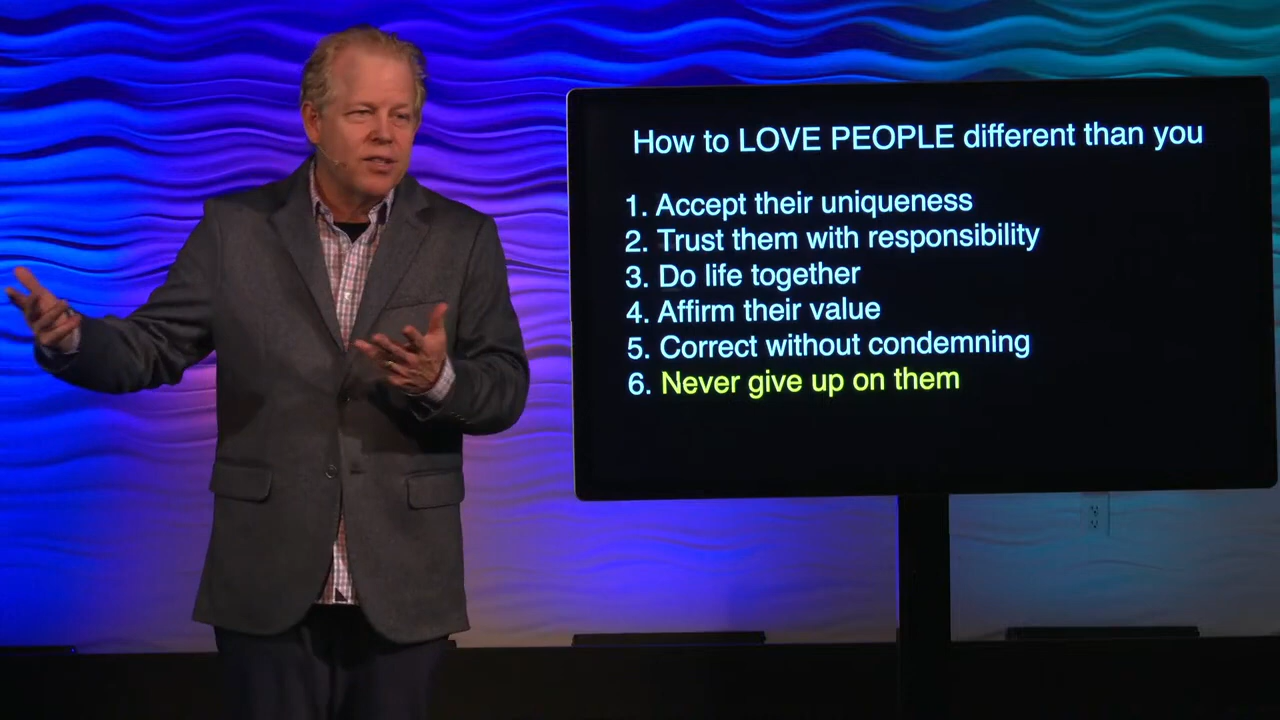 How to LOVE PEOPLE different than you
1. Accept their uniqueness
2. Trust them with responsibility
3. Do life together
4. Affirm their value
5. Correct without condemning
6. Never give up on them